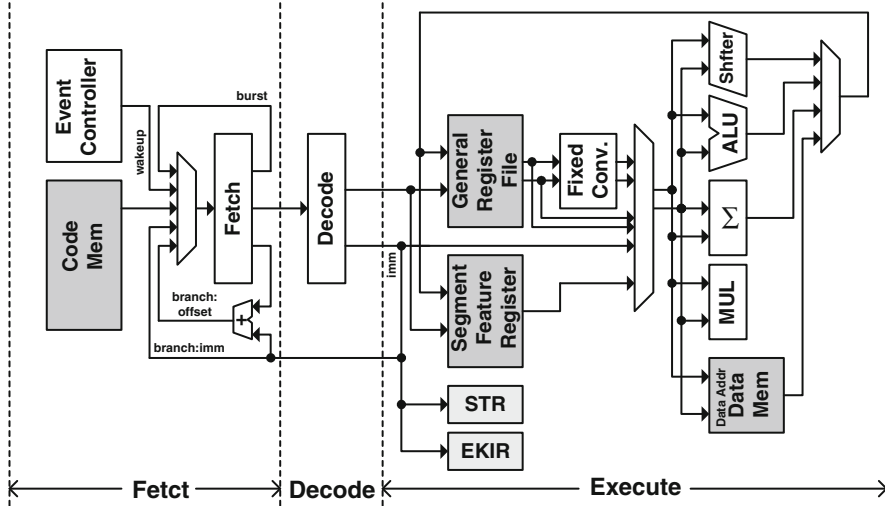 Event
Controller
wakeup
burst
Code
Mem
Fetch
branch:
offset
+
branch:imm
Decode
imm
General
Register
File
Fixed
Conv.
Segment
Feature
Register
STR
EKIR
Shfter
ALU
Σ
MUL
Data Addr
Data
Mem
Fetct
Decode
Execute